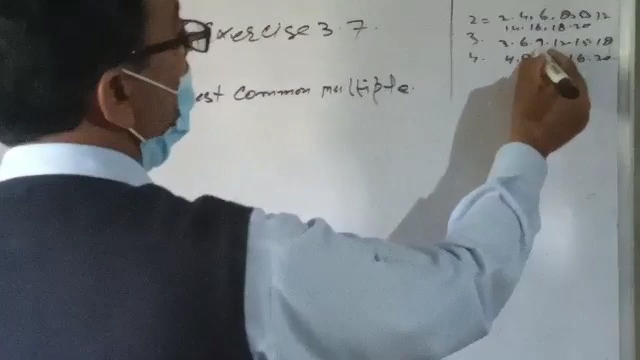 Exercise 3.7.
est common multiple.
2 = 2. 4. 6. 8. 10. 12
14. 16. 18. 20
3. 3. 6. 9. 12. 15. 18
4. 4. 8 16. 20